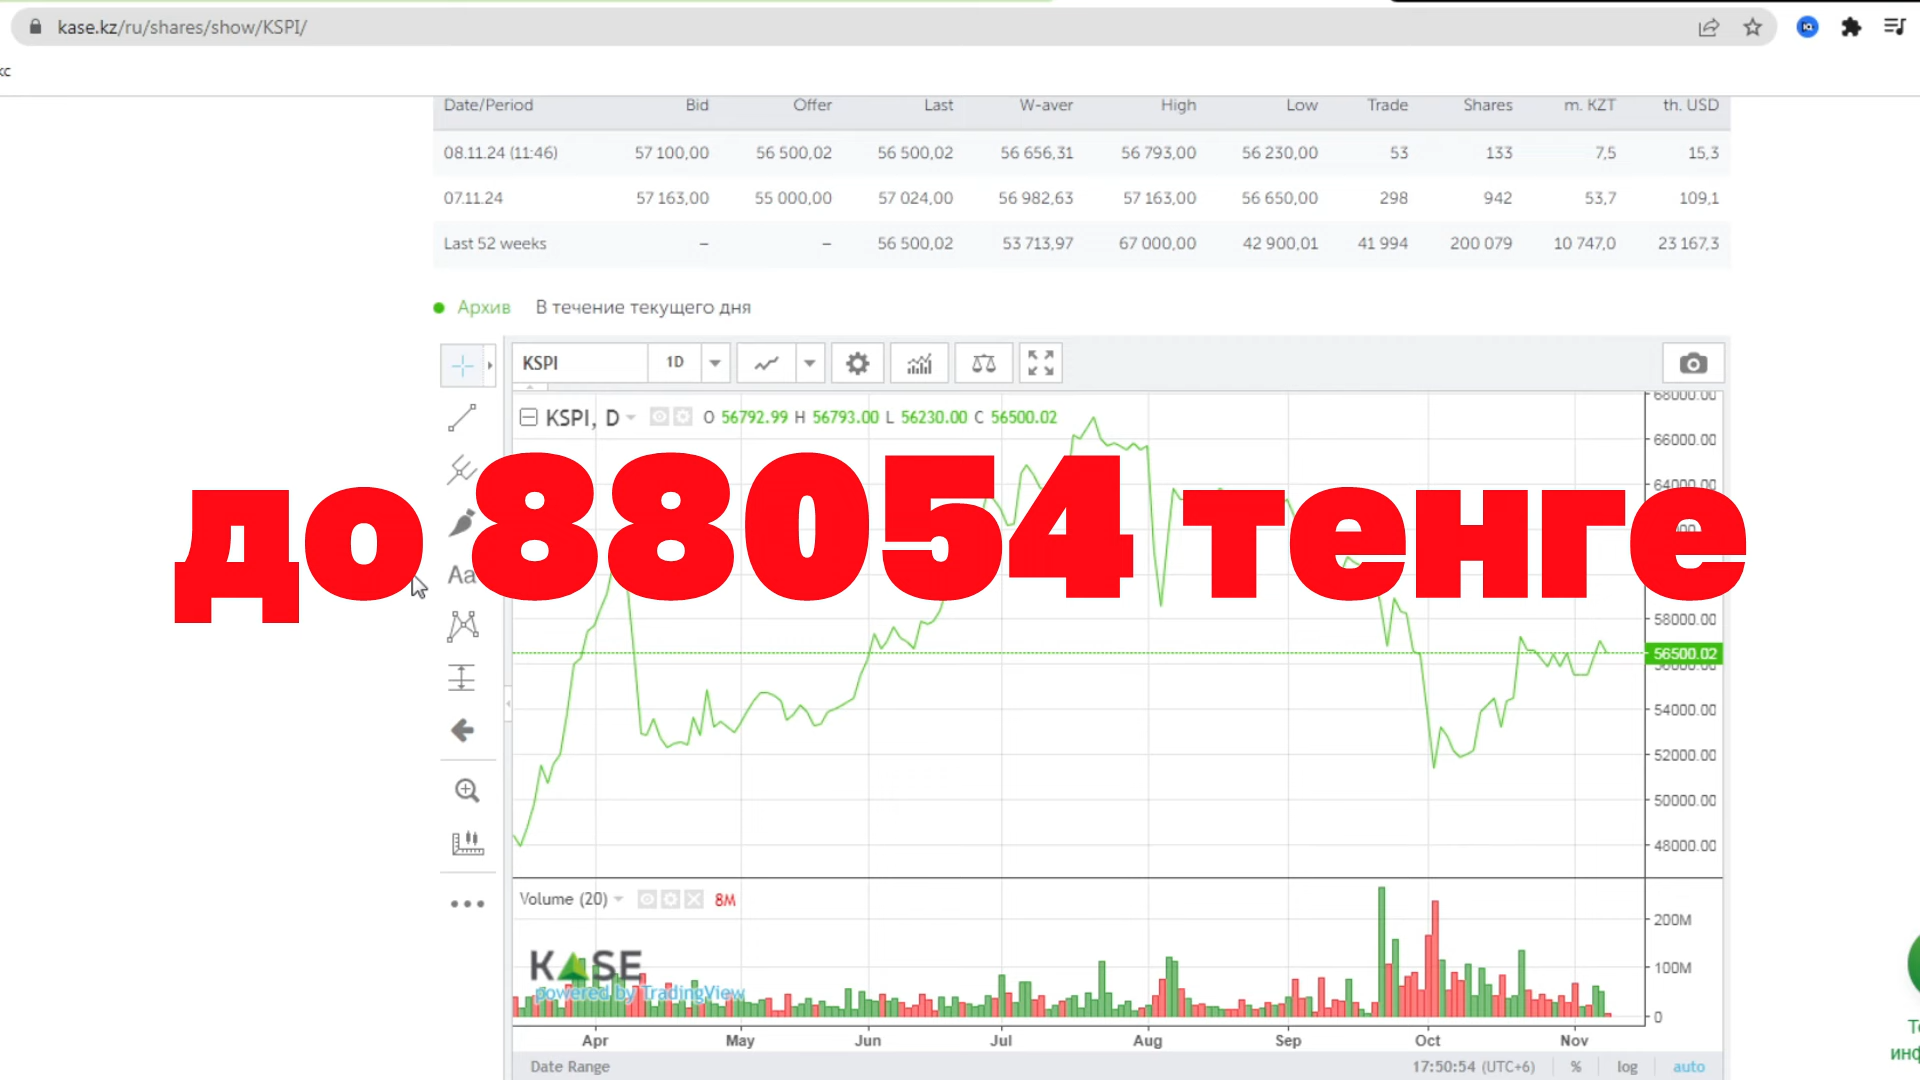 kase.kz/ru/shares/show/KSPI/
кс
Date/Period Bid Offer Last W-aver High Low Trade Shares m. KZT th. USD
08.11.24 (11:46) 57 100,00 56 500,02 56 500,02 56 656,31 56 793,00 56 230,00 53 133 7,5 15,3
07.11.24 57 163,00 55 000,00 57 024,00 56 982,63 57 163,00 56 650,00 298 942 53,7 109,1
Last 52 weeks – – 56 500,02 53 713,97 67 000,00 42 900,01 41 994 200 079 10 747,0 23 167,3
Архив В течение текущего дня
KSPI 1D
KSPI, D O 56792.99 H 56793.00 L 56230.00 C 56500.02
68000.00
66000.00
64000.00
до 88054 тенге
Aa
58000.00
56500.02
56000.00
54000.00
52000.00
50000.00
48000.00
Volume (20) 8M
200M
100M
0
KASE
powered by TradingView
Apr May Jun Jul Aug Sep Oct Nov
Date Range 17:50:54 (UTC+6) % log auto